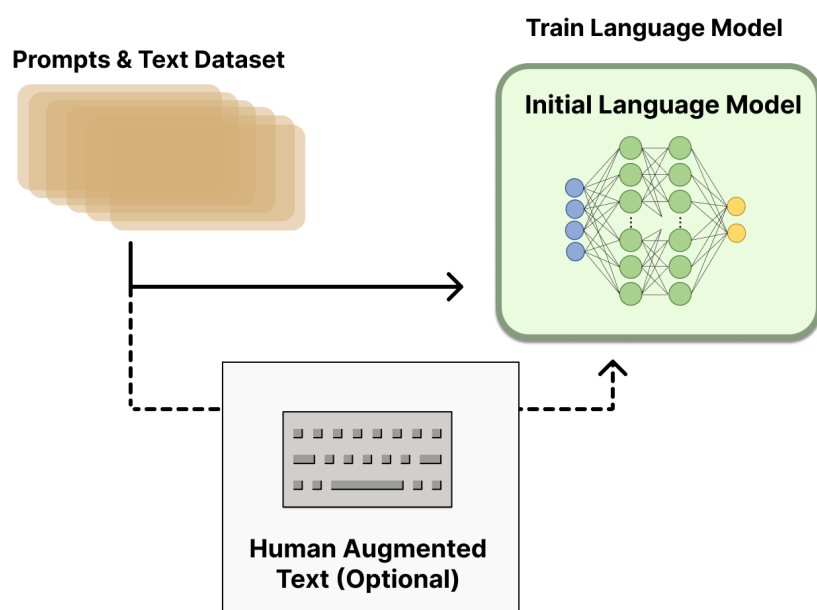 Train Language Model
Prompts & Text Dataset
Initial Language Model
Human Augmented
Text (Optional)